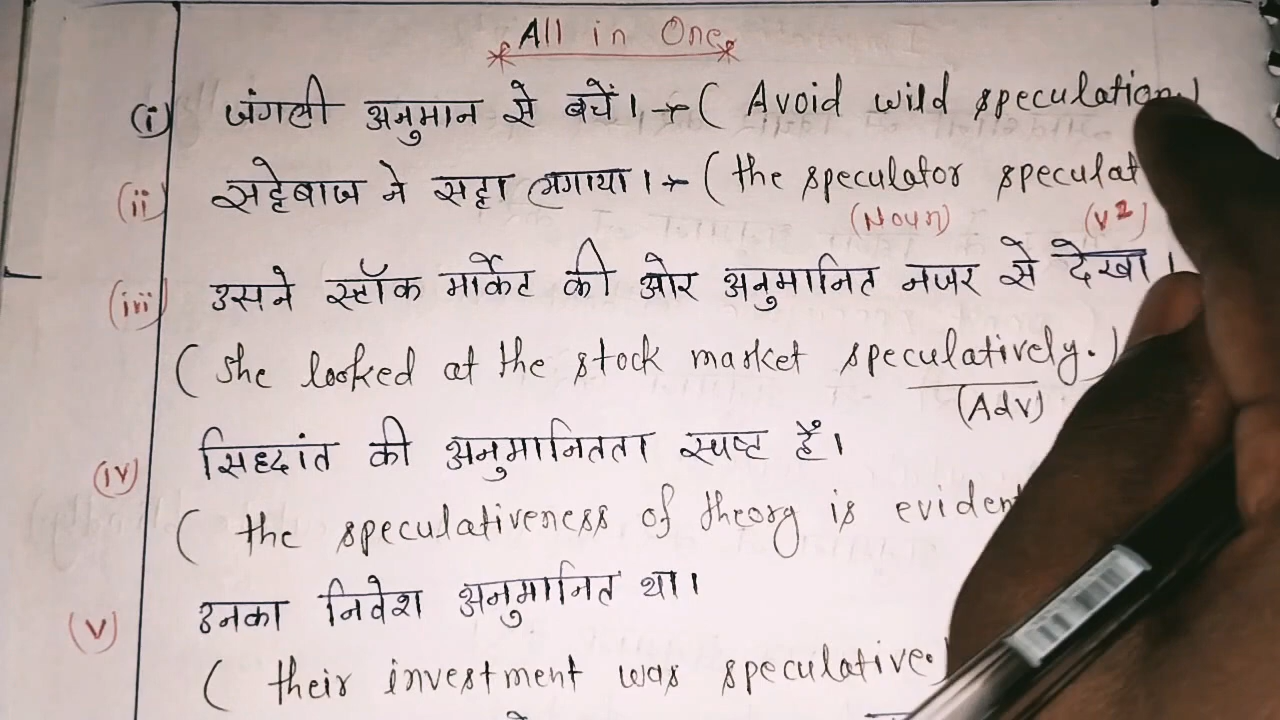 All in One
(i) जंगली अनुमान से बचें। → ( Avoid wild speculation.)
(ii) सट्टेबाज ने सट्टा लगाया। → ( the speculator speculat
(Noun) (v²)
(iii) उसने स्टॉक मार्केट की ओर अनुमानित नजर से देखा।
( she looked at the stock market speculatively.)
(Adv)
(iv) सिद्दांत की अनुमानितता स्पष्ट हैं।
( the speculativeness of theory is eviden
(v) उनका निवेश अनुमानित था।
( their investment was speculative.)